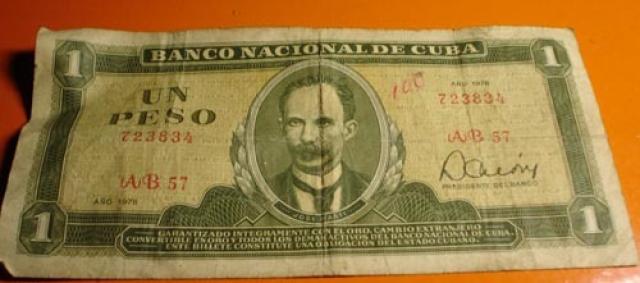 1 BANCO NACIONAL DE CUBA 1
UN
PESO
723834
A/B 57
AÑO 1978
100
AÑO 1978
723834
A/B 57
PRESIDENTE DEL BANCO
JOSE MARTI
1 1
GARANTIZADO INTEGRAMENTE CON EL ORO, CAMBIO EXTRANJERO
CONVERTIBLE EN ORO Y TODOS LOS DEMAS ACTIVOS DEL BANCO NACIONAL DE CUBA.
ESTE BILLETE CONSTITUYE UNA OBLIGACION DEL ESTADO CUBANO.